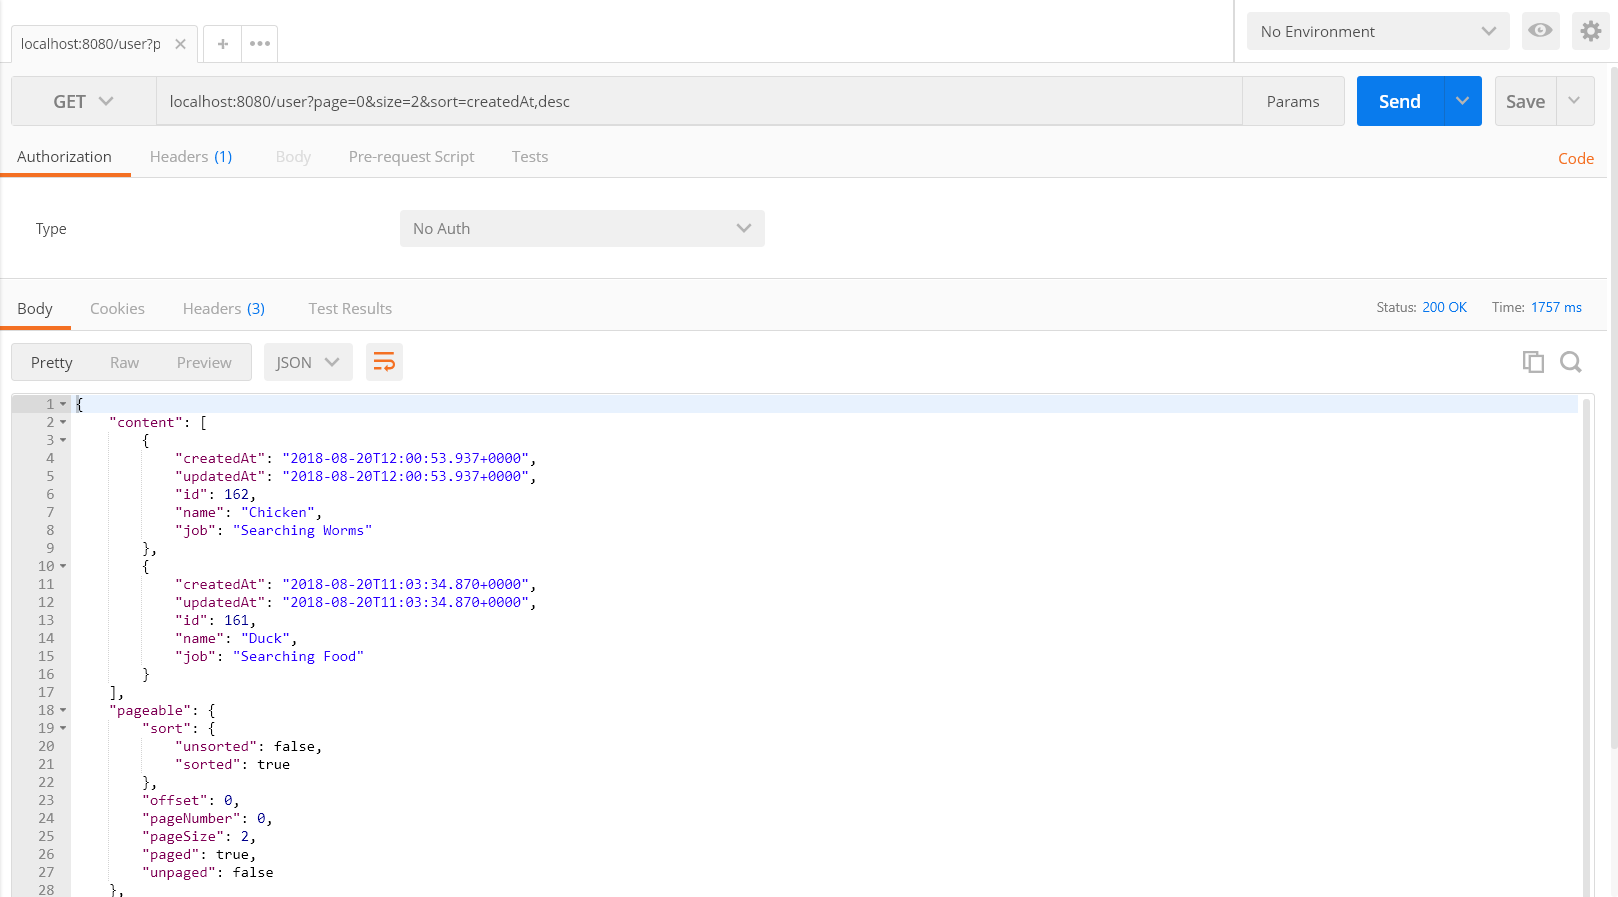 localhost:8080/user?p
No Environment
GET localhost:8080/user?page=0&size=2&sort=createdAt,desc Params Send Save
Authorization Headers (1) Body Pre-request Script Tests Code
Type No Auth
Body Cookies Headers (3) Test Results Status: 200 OK Time: 1757 ms
Pretty Raw Preview JSON
1 {
2 "content": [
3 {
4 "createdAt": "2018-08-20T12:00:53.937+0000",
5 "updatedAt": "2018-08-20T12:00:53.937+0000",
6 "id": 162,
7 "name": "Chicken",
8 "job": "Searching Worms"
9 },
10 {
11 "createdAt": "2018-08-20T11:03:34.870+0000",
12 "updatedAt": "2018-08-20T11:03:34.870+0000",
13 "id": 161,
14 "name": "Duck",
15 "job": "Searching Food"
16 }
17 ],
18 "pageable": {
19 "sort": {
20 "unsorted": false,
21 "sorted": true
22 },
23 "offset": 0,
24 "pageNumber": 0,
25 "pageSize": 2,
26 "paged": true,
27 "unpaged": false
28 },